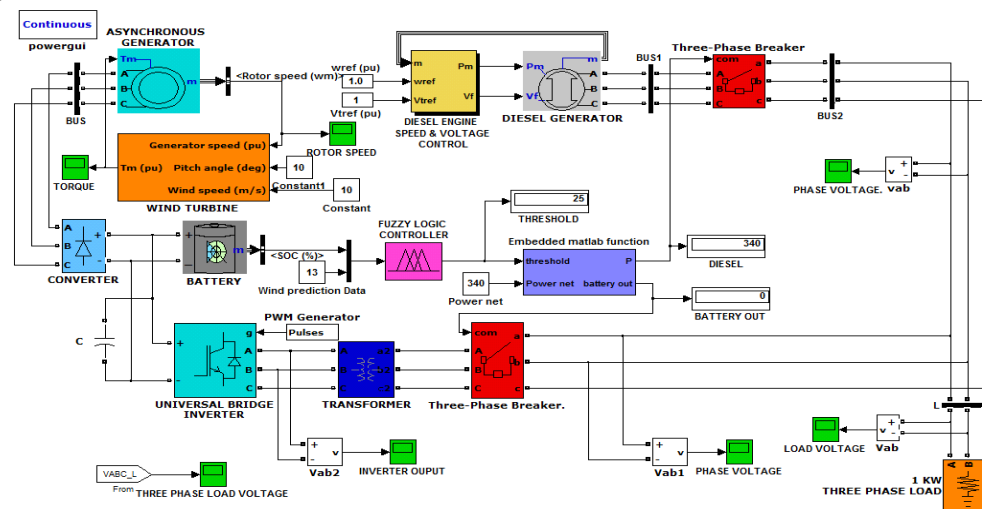 Continuous
powergui
ASYNCHRONOUS
GENERATOR
Tm
A
B
C
m
BUS
<Rotor speed (wm)>
wref (pu)
1.0
1
Vtref (pu)
m
wref
Vtref
Pm
Vf
DIESEL ENGINE
SPEED & VOLTAGE
CONTROL
Pm
Vf
m
A
B
C
DIESEL GENERATOR
BUS1
Three-Phase Breaker
com
A
B
C
a
b
c
BUS2
TORQUE
Generator speed (pu)
Tm (pu)
Pitch angle (deg)
Wind speed (m/s)
WIND TURBINE
ROTOR SPEED
10
Constant1
10
Constant
PHASE VOLTAGE.
v
+
-
vab
A
B
C
+
-
CONVERTER
+
-
m
BATTERY
<SOC (%)>
13
Wind prediction Data
FUZZY LOGIC
CONTROLLER
25
THRESHOLD
Embedded matlab function
threshold
P
Power net
battery out
340
Power net
340
DIESEL
0
BATTERY OUT
C
PWM Generator
Pulses
g
+
-
A
B
C
UNIVERSAL BRIDGE
INVERTER
A
B
C
a2
b2
c2
TRANSFORMER
com
A
B
C
a
b
c
Three-Phase Breaker.
+
-
v
Vab2
INVERTER OUPUT
+
-
v
Vab1
PHASE VOLTAGE
LOAD VOLTAGE
v
+
-
Vab
L
A
B
1 KW
THREE PHASE LOAD
VABC_L
From
THREE PHASE LOAD VOLTAGE